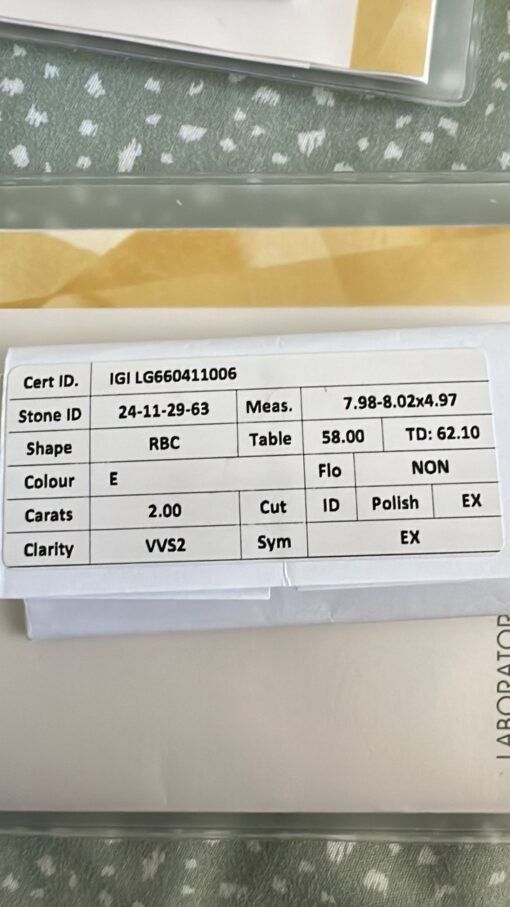 Cert ID. IGI LG660411006
Stone ID 24-11-29-63 Meas. 7.98-8.02x4.97
Shape RBC Table 58.00 TD: 62.10
Colour E Flo NON
Carats 2.00 Cut ID Polish EX
Clarity VVS2 Sym EX
LABORATOR